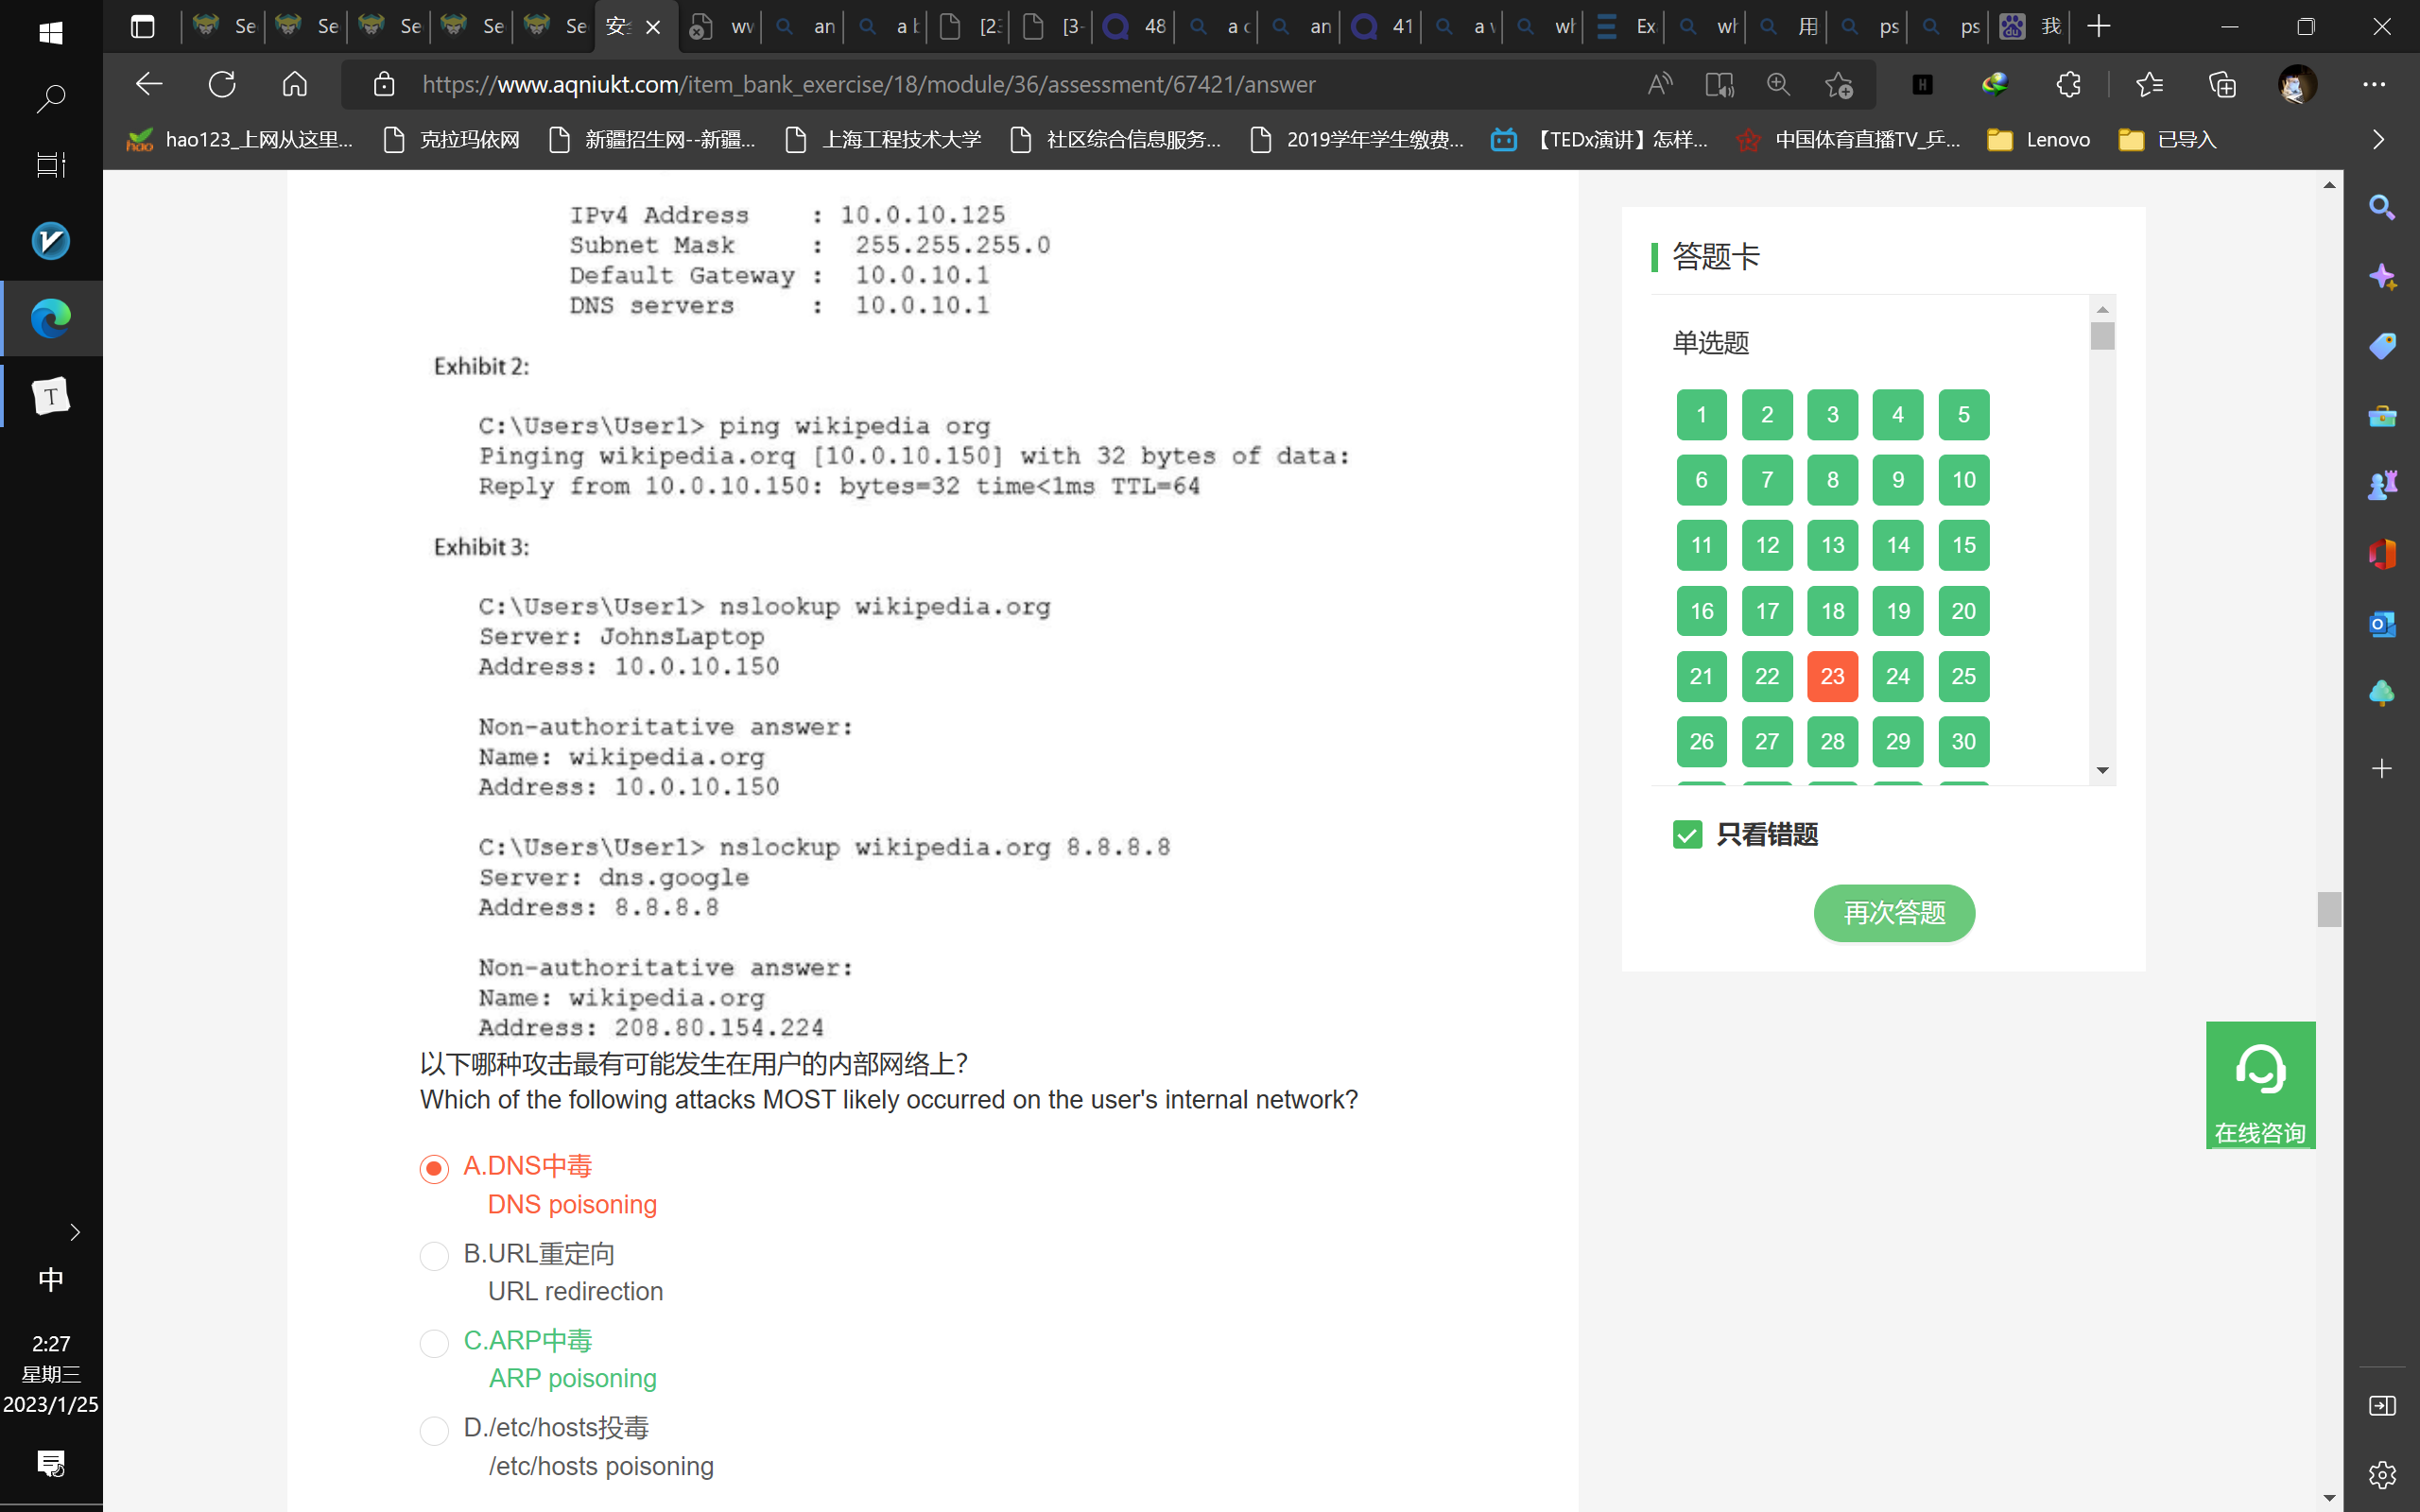 Se
Se
Se
Se
Se
安
wv
an
a b
[23
[3-
48
a c
an
41
a v
wh
Ex
wh
用
ps
ps
我
https://www.aqniukt.com/item_bank_exercise/18/module/36/assessment/67421/answer
hao123_上网从这里...
克拉玛依网
新疆招生网--新疆...
上海工程技术大学
社区综合信息服务...
2019学年学生缴费...
【TEDx演讲】怎样...
中国体育直播TV_乒...
Lenovo
已导入
IPv4 Address : 10.0.10.125
Subnet Mask : 255.255.255.0
Default Gateway : 10.0.10.1
DNS servers : 10.0.10.1
Exhibit 2:
C:\Users\User1> ping wikipedia org
Pinging wikipedia.orq [10.0.10.150] with 32 bytes of data:
Reply from 10.0.10.150: bytes=32 time<1ms TTL=64
Exhibit 3:
C:\Users\User1> nslookup wikipedia.org
Server: JohnsLaptop
Address: 10.0.10.150
Non-authoritative answer:
Name: wikipedia.org
Address: 10.0.10.150
C:\Users\User1> nslockup wikipedia.org 8.8.8.8
Server: dns.google
Address: 8.8.8.8
Non-authoritative answer:
Name: wikipedia.org
Address: 208.80.154.224
以下哪种攻击最有可能发生在用户的内部网络上？
Which of the following attacks MOST likely occurred on the user's internal network?
A.DNS中毒
DNS poisoning
B.URL重定向
URL redirection
C.ARP中毒
ARP poisoning
D./etc/hosts投毒
/etc/hosts poisoning
答题卡
单选题
1 2 3 4 5
6 7 8 9 10
11 12 13 14 15
16 17 18 19 20
21 22 23 24 25
26 27 28 29 30
只看错题
再次答题
在线咨询
T
中
2:27
星期三
2023/1/25